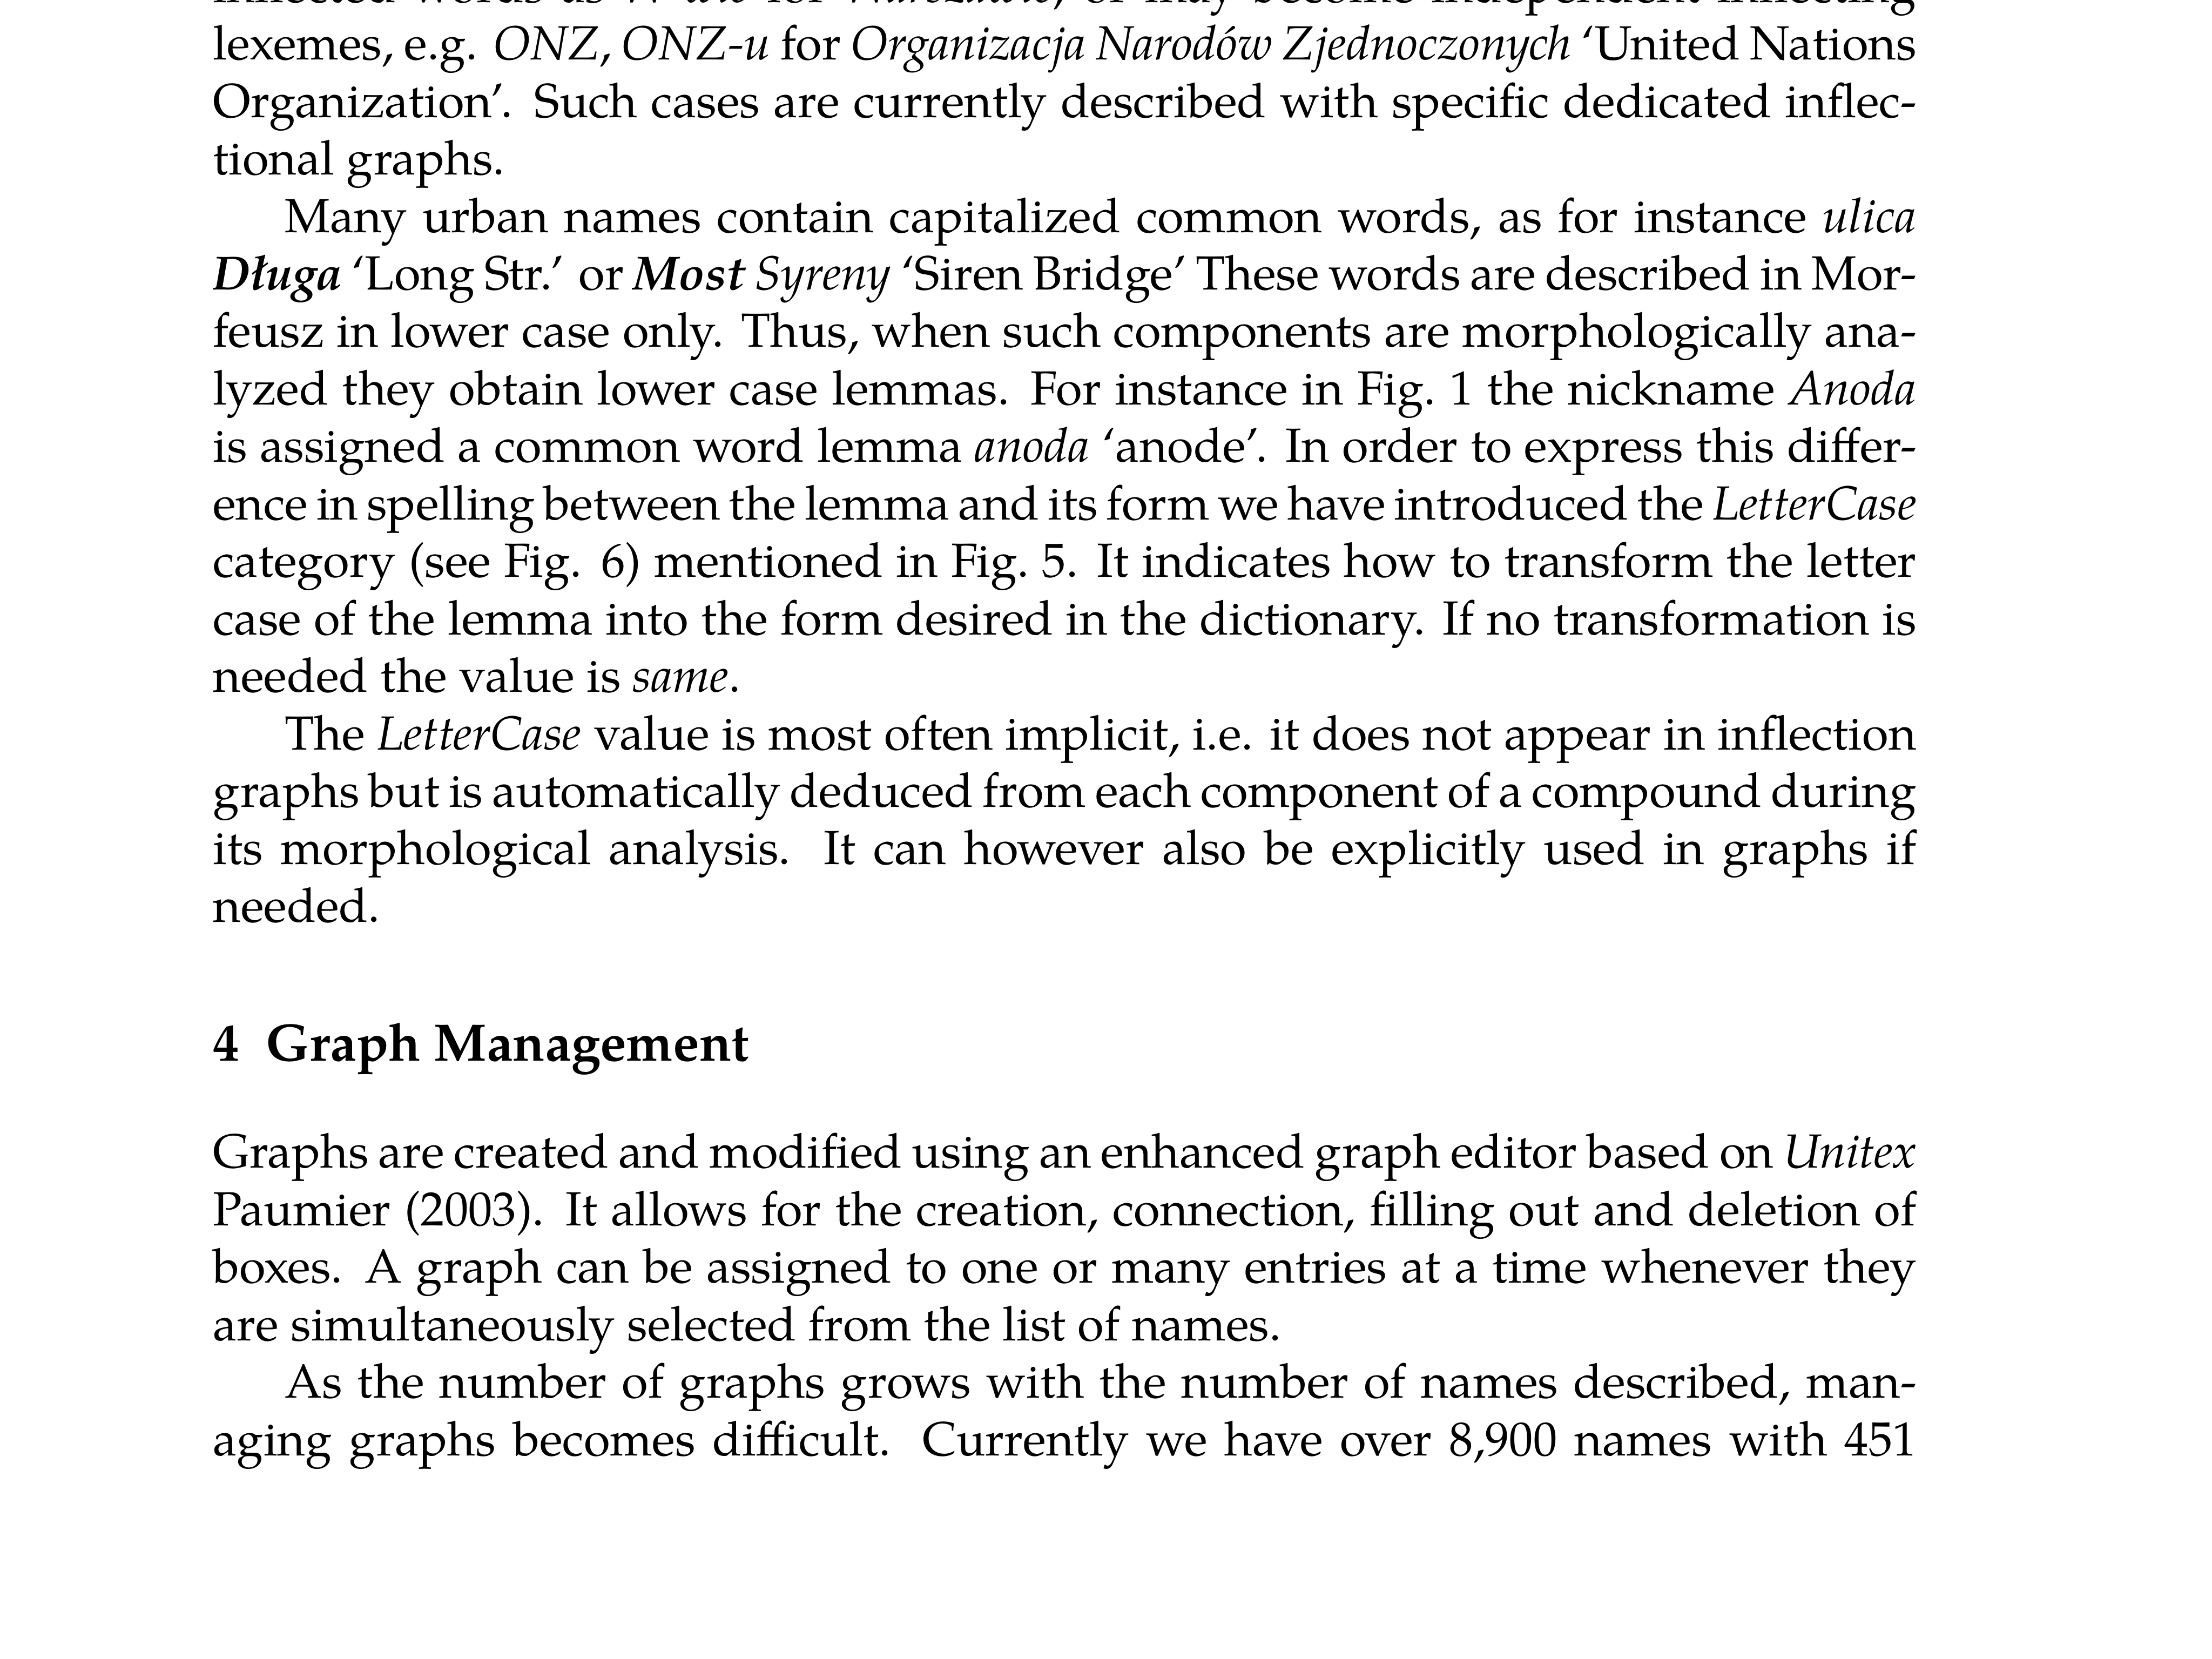 lexemes, e.g. ONZ, ONZ-u for Organizacja Narodów Zjednoczonych ‘United Nations
Organization’. Such cases are currently described with specific dedicated inflec-
tional graphs.
Many urban names contain capitalized common words, as for instance ulica
Długa ‘Long Str.’ or Most Syreny ‘Siren Bridge’ These words are described in Mor-
feusz in lower case only. Thus, when such components are morphologically ana-
lyzed they obtain lower case lemmas. For instance in Fig. 1 the nickname Anoda
is assigned a common word lemma anoda ‘anode’. In order to express this differ-
ence in spelling between the lemma and its form we have introduced the LetterCase
category (see Fig. 6) mentioned in Fig. 5. It indicates how to transform the letter
case of the lemma into the form desired in the dictionary. If no transformation is
needed the value is same.
The LetterCase value is most often implicit, i.e. it does not appear in inflection
graphs but is automatically deduced from each component of a compound during
its morphological analysis. It can however also be explicitly used in graphs if
needed.
4 Graph Management
Graphs are created and modified using an enhanced graph editor based on Unitex
Paumier (2003). It allows for the creation, connection, filling out and deletion of
boxes. A graph can be assigned to one or many entries at a time whenever they
are simultaneously selected from the list of names.
As the number of graphs grows with the number of names described, man-
aging graphs becomes difficult. Currently we have over 8,900 names with 451